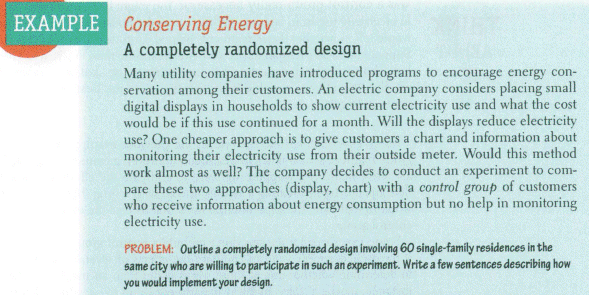 EXAMPLE
Conserving Energy
A completely randomized design
Many utility companies have introduced programs to encourage energy con-
servation among their customers. An electric company considers placing small
digital displays in households to show current electricity use and what the cost
would be if this use continued for a month. Will the displays reduce electricity
use? One cheaper approach is to give customers a chart and information about
monitoring their electricity use from their outside meter. Would this method
work almost as well? The company decides to conduct an experiment to com-
pare these two approaches (display, chart) with a control group of customers
who receive information about energy consumption but no help in monitoring
electricity use.
PROBLEM: Outline a completely randomized design involving 60 single-family residences in the
same city who are willing to participate in such an experiment. Write a few sentences describing how
you would implement your design.